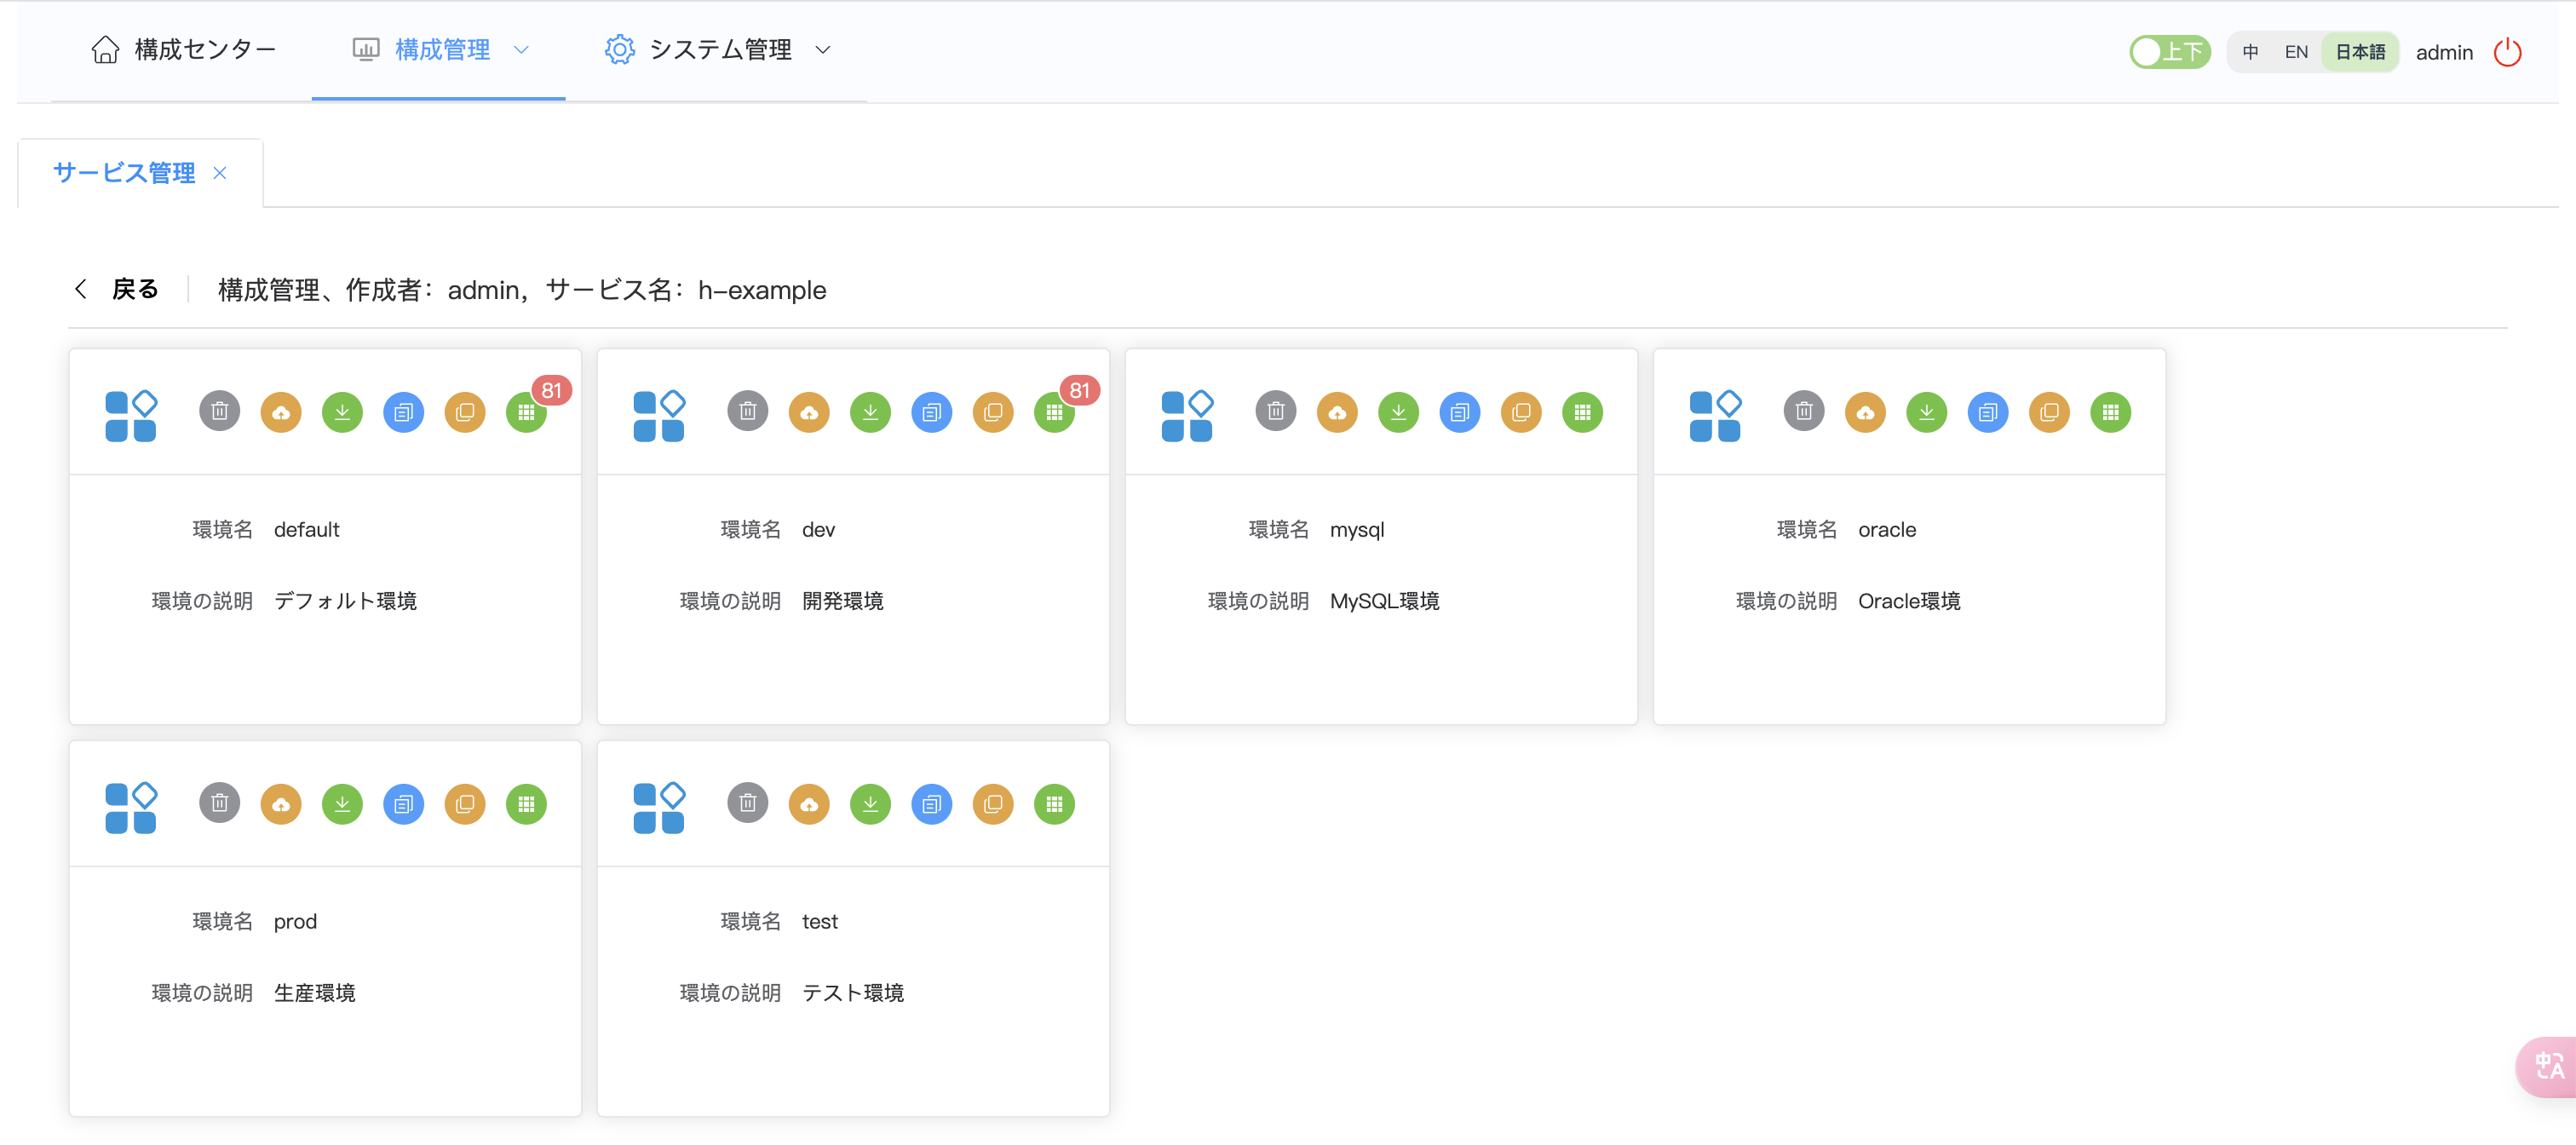 構成センター 構成管理 システム管理 上下 中 EN 日本語 admin
サービス管理
戻る 構成管理、作成者：admin，サービス名：h-example
81
環境名 default
環境の説明 デフォルト環境
81
環境名 dev
環境の説明 開発環境
環境名 mysql
環境の説明 MySQL環境
環境名 oracle
環境の説明 Oracle環境
環境名 prod
環境の説明 生産環境
環境名 test
環境の説明 テスト環境
中A